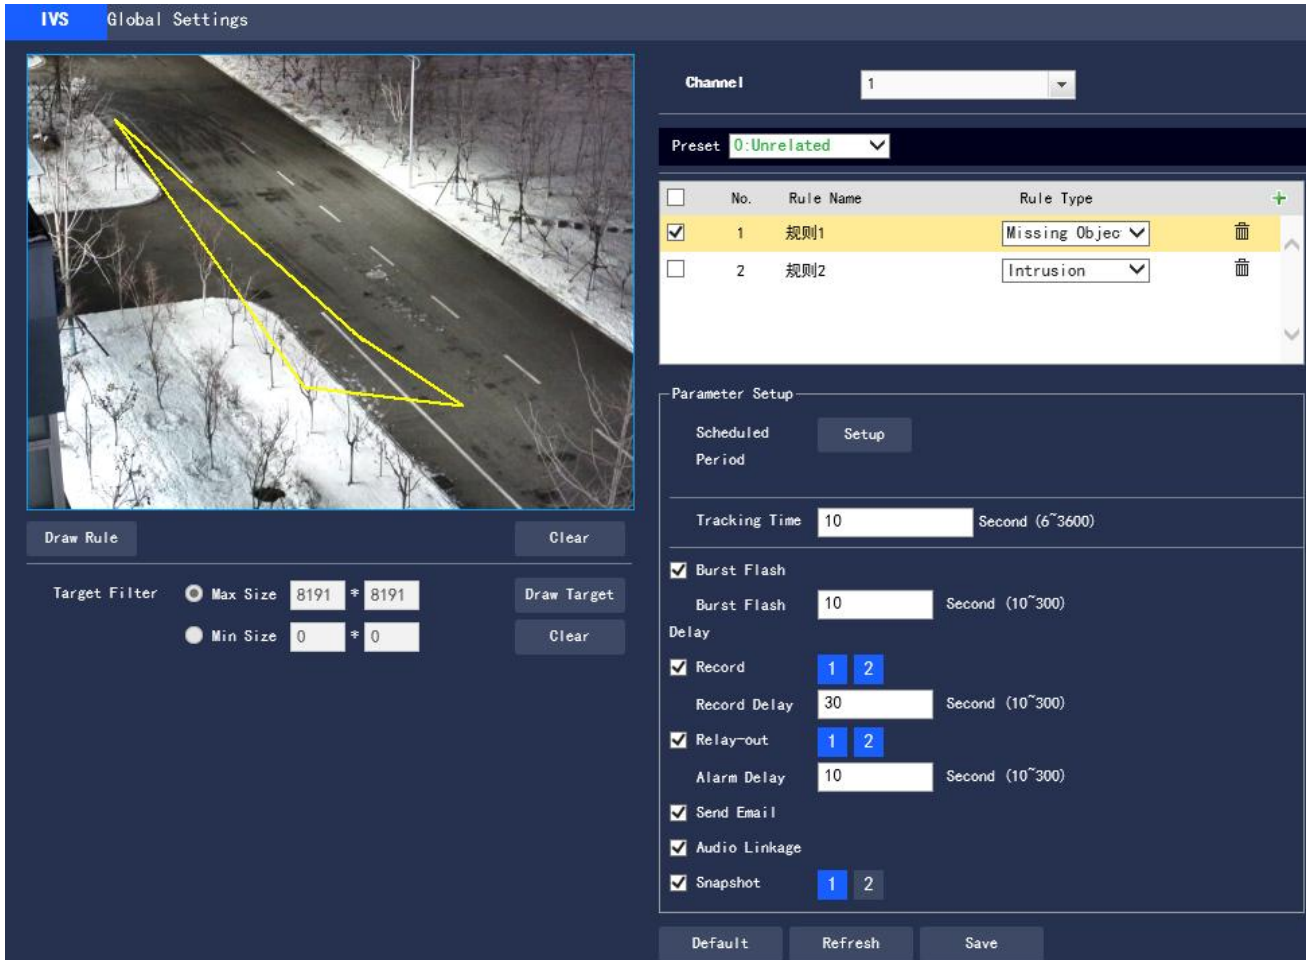 IVS Global Settings
Channel 1
Preset 0:Unrelated
No. Rule Name Rule Type +
1 规则1 Missing Objec
2 规则2 Intrusion
Parameter Setup
Scheduled Setup
Period
Tracking Time 10 Second (6~3600)
Burst Flash
Burst Flash 10 Second (10~300)
Delay
Record 1 2
Record Delay 30 Second (10~300)
Relay-out 1 2
Alarm Delay 10 Second (10~300)
Send Email
Audio Linkage
Snapshot 1 2
Default Refresh Save
Draw Rule Clear
Target Filter Max Size 8191 * 8191 Draw Target
Min Size 0 * 0 Clear